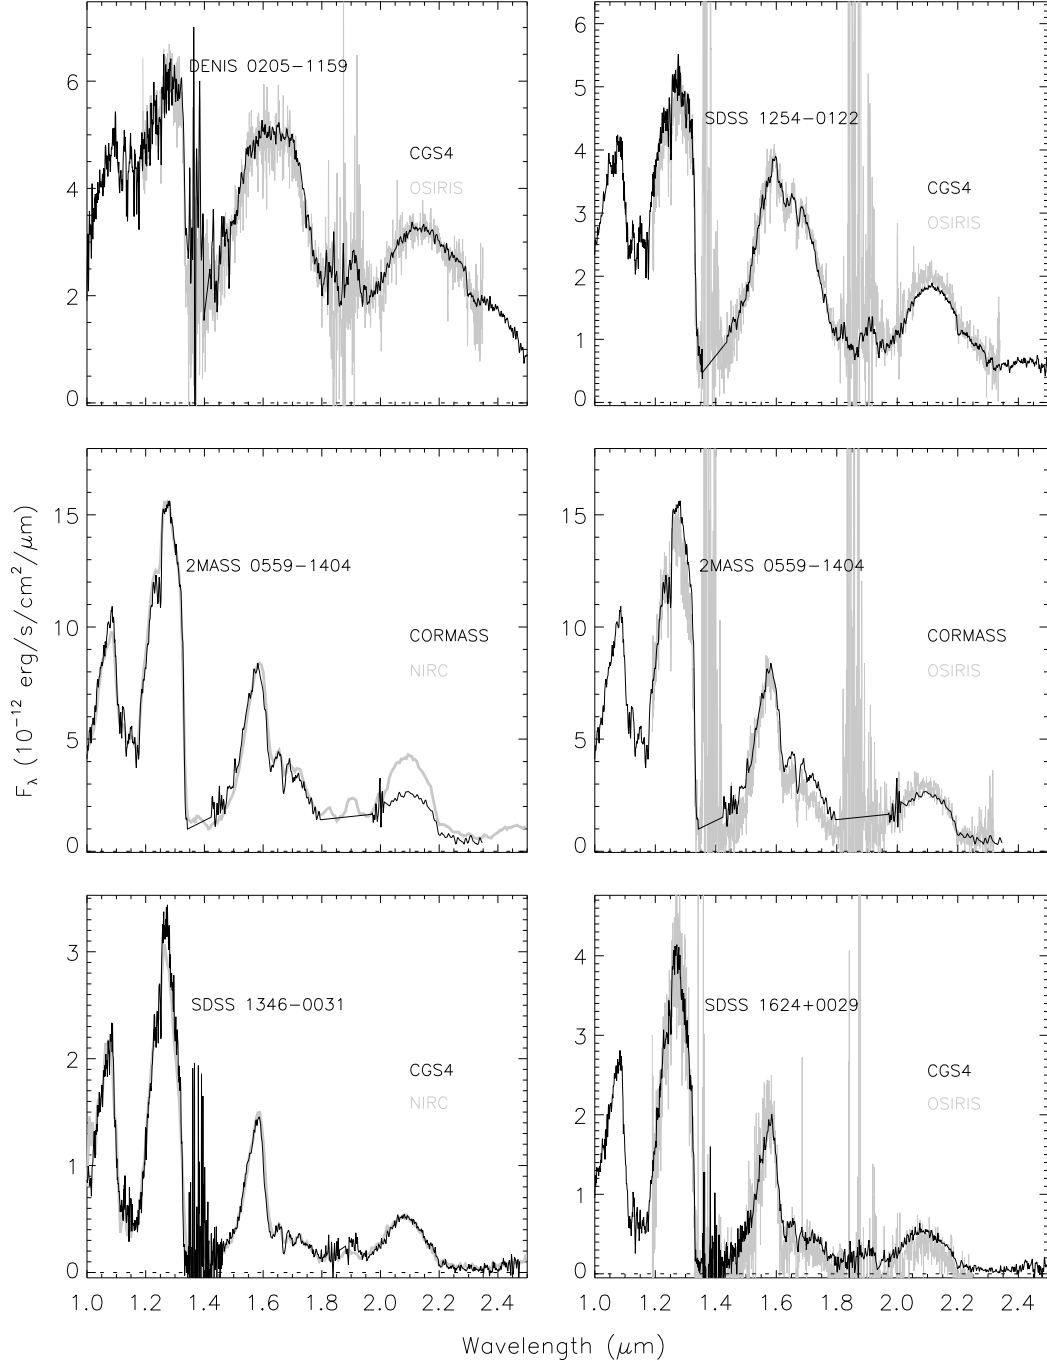 DENIS 0205−1159
CGS4
OSIRIS
6
4
2
0
SDSS 1254−0122
CGS4
OSIRIS
6
5
4
3
2
1
0
2MASS 0559−1404
CORMASS
NIRC
15
10
5
0
2MASS 0559−1404
CORMASS
OSIRIS
15
10
5
0
F_λ (10^−12 erg/s/cm^2/μm)
SDSS 1346−0031
CGS4
NIRC
3
2
1
0
1.0 1.2 1.4 1.6 1.8 2.0 2.2 2.4
SDSS 1624+0029
CGS4
OSIRIS
4
3
2
1
0
1.0 1.2 1.4 1.6 1.8 2.0 2.2 2.4
Wavelength (μm)